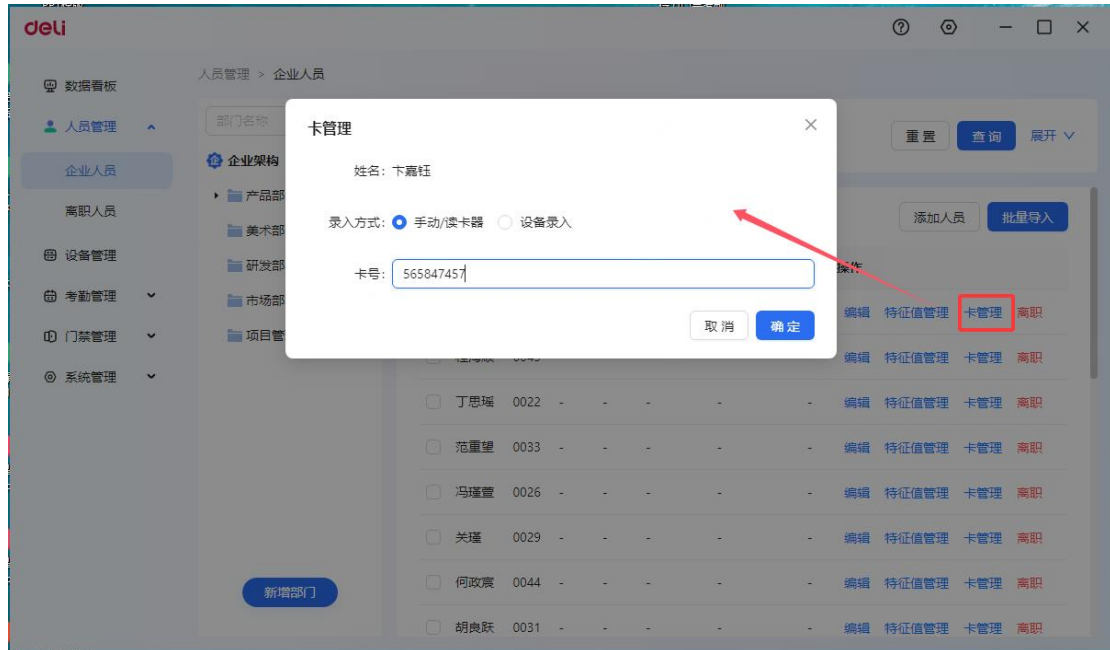 deli
人员管理 > 企业人员
数据看板
人员管理
企业人员
离职人员
设备管理
考勤管理
门禁管理
系统管理
部门名称
企业架构
产品部
美术部
研发部
市场部
项目管
新增部门
重置 查询 展开
添加人员 批量导入
卡管理
姓名: 卞嘉钰
录入方式: 手动/读卡器 设备录入
卡号: 565847457
取消 确定
操作
编辑 特征值管理 卡管理 离职
编辑 特征值管理 卡管理 离职
丁思瑶 0022 - - - - - 编辑 特征值管理 卡管理 离职
范重望 0033 - - - - - 编辑 特征值管理 卡管理 离职
冯瑾萱 0026 - - - - - 编辑 特征值管理 卡管理 离职
关瑾 0029 - - - - - 编辑 特征值管理 卡管理 离职
何政宸 0044 - - - - - 编辑 特征值管理 卡管理 离职
胡良朕 0031 - - - - - 编辑 特征值管理 卡管理 离职